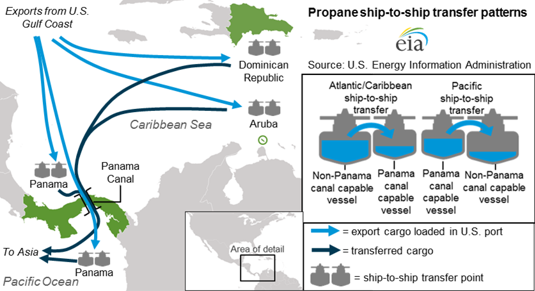 Exports from U.S.
Gulf Coast
Dominican
Republic
Caribbean Sea
Aruba
Panama
Canal
Panama
To Asia
Panama
Pacific Ocean
Area of detail
Propane ship-to-ship transfer patterns
eia
Source: U.S. Energy Information Administration
Atlantic/Caribbean
ship-to-ship
transfer
Pacific
ship-to-ship
transfer
Non-Panama
canal capable
vessel
Panama
canal capable
vessel
Panama
canal capable
vessel
Non-Panama
canal capable
vessel
= export cargo loaded in U.S. port
= transferred cargo
= ship-to-ship transfer point